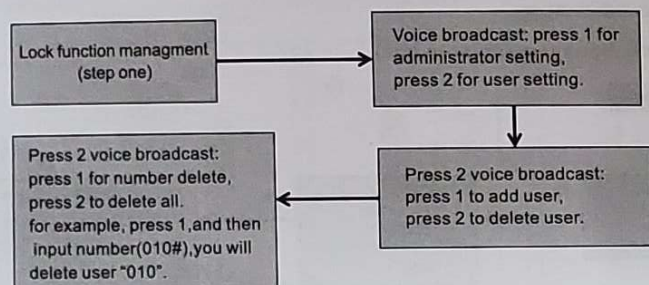 Lock function managment
(step one)
Voice broadcast: press 1 for
administrator setting,
press 2 for user setting.
Press 2 voice broadcast:
press 1 to add user,
press 2 to delete user.
Press 2 voice broadcast:
press 1 for number delete,
press 2 to delete all.
for example, press 1,and then
input number(010#),you will
delete user “010”.